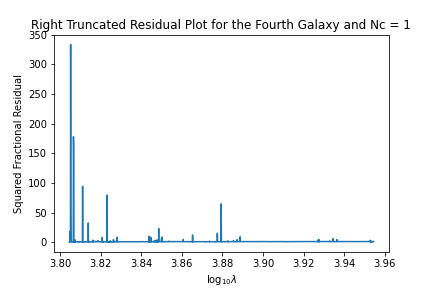 Right Truncated Residual Plot for the Fourth Galaxy and Nc = 1
350
300
250
200
150
100
50
0
Squared Fractional Residual
3.80 3.82 3.84 3.86 3.88 3.90 3.92 3.94 3.96
log₁₀λ